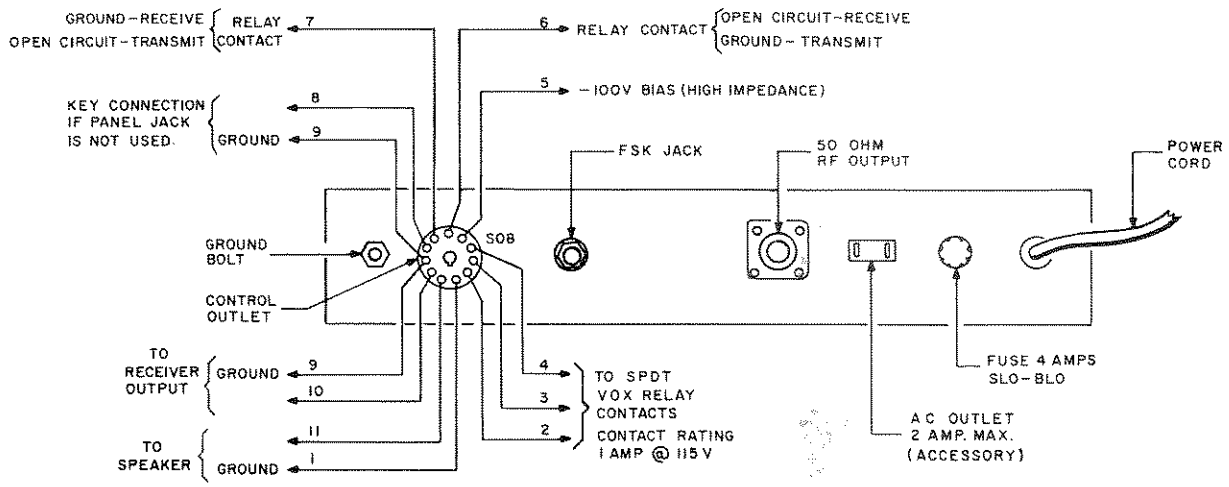 GROUND-RECEIVE
OPEN CIRCUIT-TRANSMIT
RELAY
CONTACT
7
6
RELAY CONTACT
OPEN CIRCUIT-RECEIVE
GROUND-TRANSMIT
5
-100V BIAS (HIGH IMPEDANCE)
KEY CONNECTION
IF PANEL JACK
IS NOT USED.
8
GROUND
9
FSK JACK
50 OHM
RF OUTPUT
POWER
CORD
SO8
GROUND
BOLT
CONTROL
OUTLET
TO
RECEIVER
OUTPUT
GROUND
9
10
4
3
2
TO SPDT
VOX RELAY
CONTACTS
CONTACT RATING
1 AMP @ 115 V
FUSE 4 AMPS
SLO-BLO
AC OUTLET
2 AMP. MAX.
(ACCESSORY)
TO
SPEAKER
11
GROUND
1